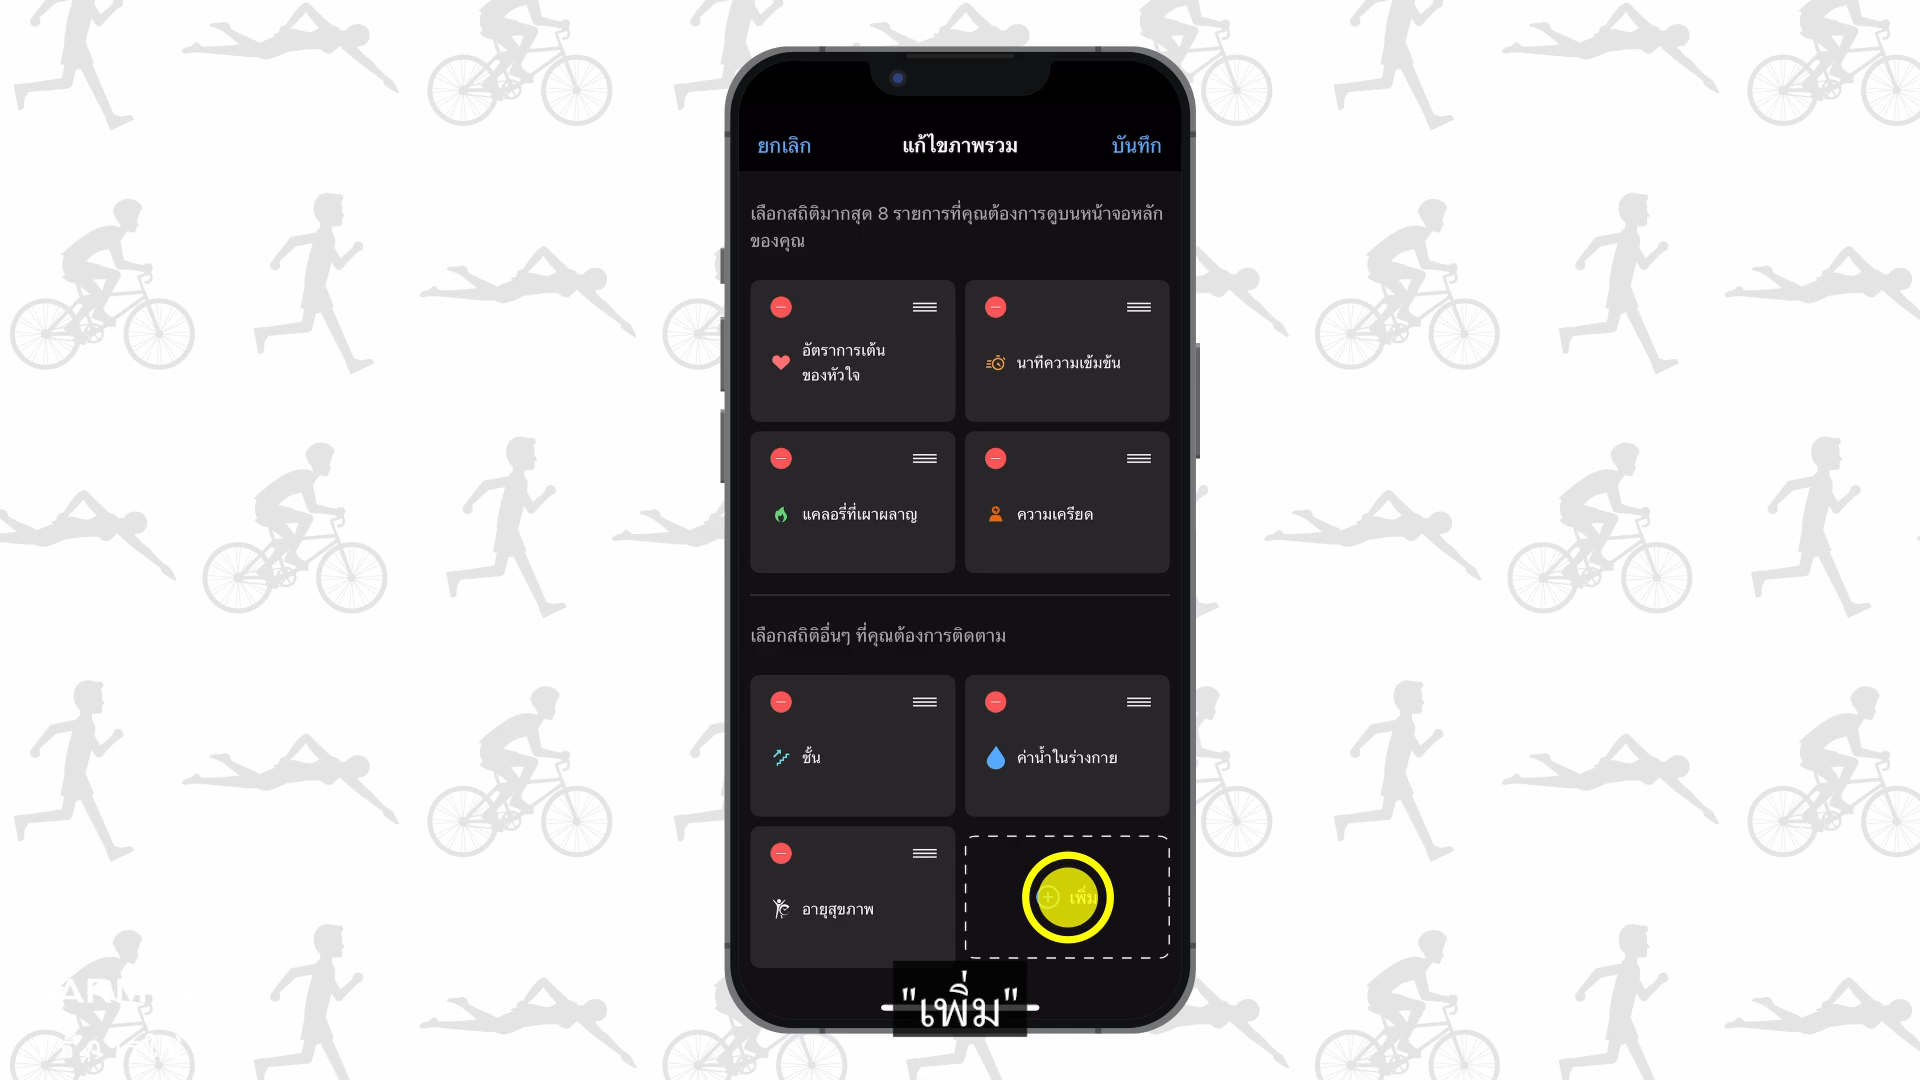 ยกเลิก
แก้ไขภาพรวม
บันทึก
เลือกสถิติมากสุด 8 รายการที่คุณต้องการดูบนหน้าจอหลัก
ของคุณ
อัตราการเต้น
ของหัวใจ
นาทีความเข้มข้น
แคลอรี่ที่เผาผลาญ
ความเครียด
เลือกสถิติอื่นๆ ที่คุณต้องการติดตาม
ชั้น
ค่าน้ำในร่างกาย
อายุสุขภาพ
เพิ่ม
"เพิ่ม"
GARMIN